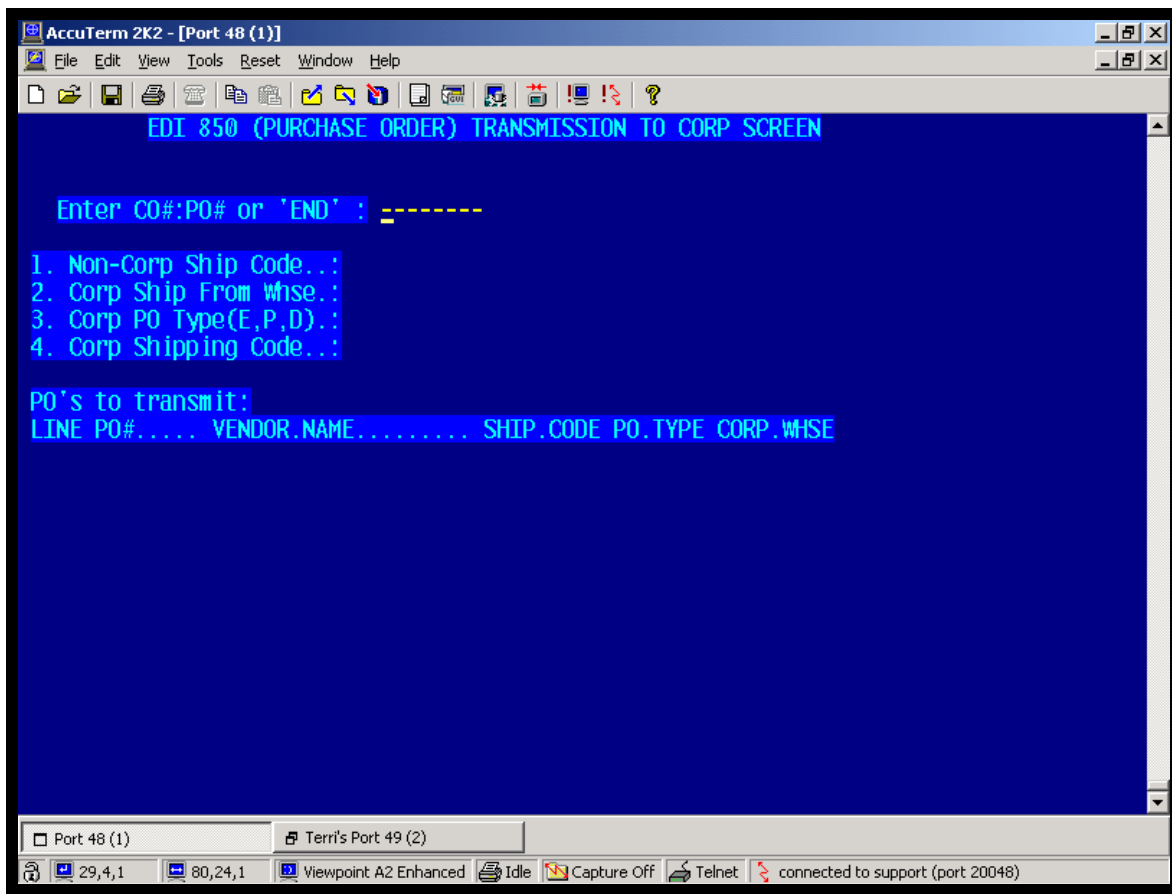 AccuTerm 2K2 - [Port 48 (1)]
File Edit View Tools Reset Window Help
EDI 850 (PURCHASE ORDER) TRANSMISSION TO CORP SCREEN
Enter CO#:PO# or 'END' : --------
1. Non-Corp Ship Code..:
2. Corp Ship From Whse.:
3. Corp PO Type(E,P,D).:
4. Corp Shipping Code..:
PO's to transmit:
LINE PO#..... VENDOR.NAME......... SHIP.CODE PO.TYPE CORP.WHSE
Port 48 (1) Terri's Port 49 (2)
29,4,1 80,24,1 Viewpoint A2 Enhanced Idle Capture Off Telnet connected to support (port 20048)